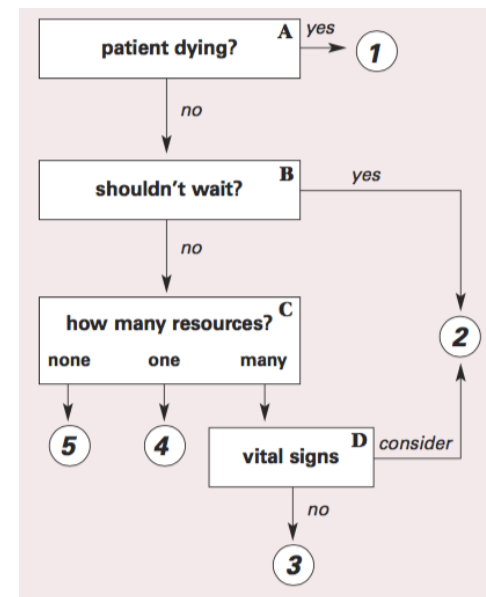 patient dying? A yes
1
no
shouldn't wait? B yes
no
how many resources? C
2
none one many
5 4 vital signs D consider
no
3